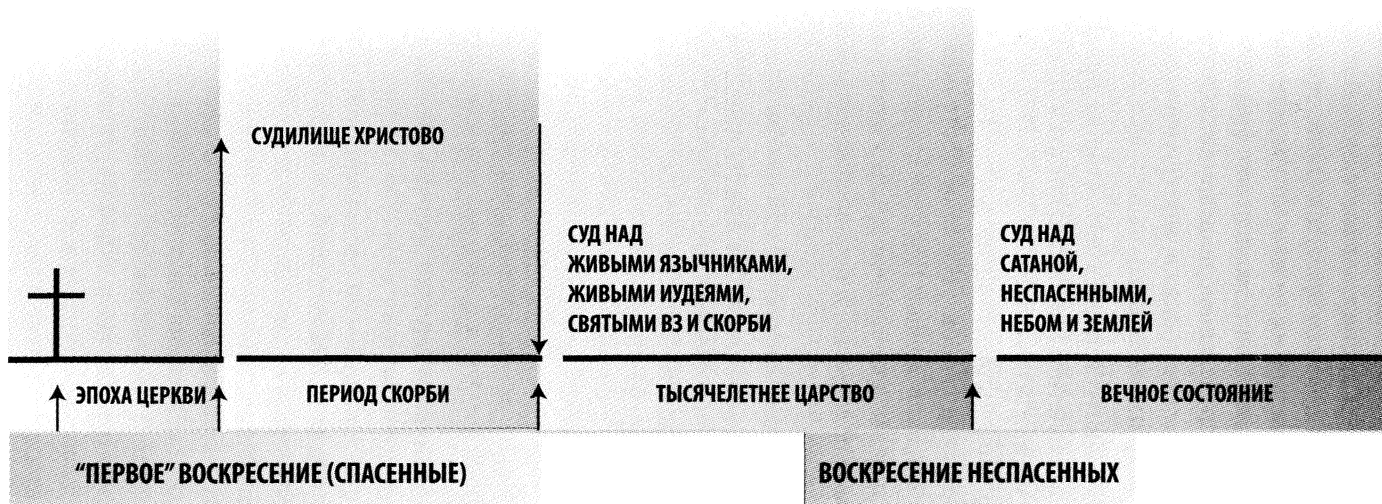 СУДИЛИЩЕ ХРИСТОВО
СУД НАД
ЖИВЫМИ ЯЗЫЧНИКАМИ,
ЖИВЫМИ ИУДЕЯМИ,
СВЯТЫМИ ВЗ И СКОРБИ
СУД НАД
САТАНОЙ,
НЕСПАСЕННЫМИ,
НЕБОМ И ЗЕМЛЕЙ
ЭПОХА ЦЕРКВИ
ПЕРИОД СКОРБИ
ТЫСЯЧЕЛЕТНЕЕ ЦАРСТВО
ВЕЧНОЕ СОСТОЯНИЕ
“ПЕРВОЕ” ВОСКРЕСЕНИЕ (СПАСЕННЫЕ)
ВОСКРЕСЕНИЕ НЕСПАСЕННЫХ